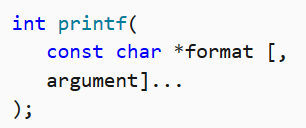 int printf(
   const char *format [,
   argument]...
);